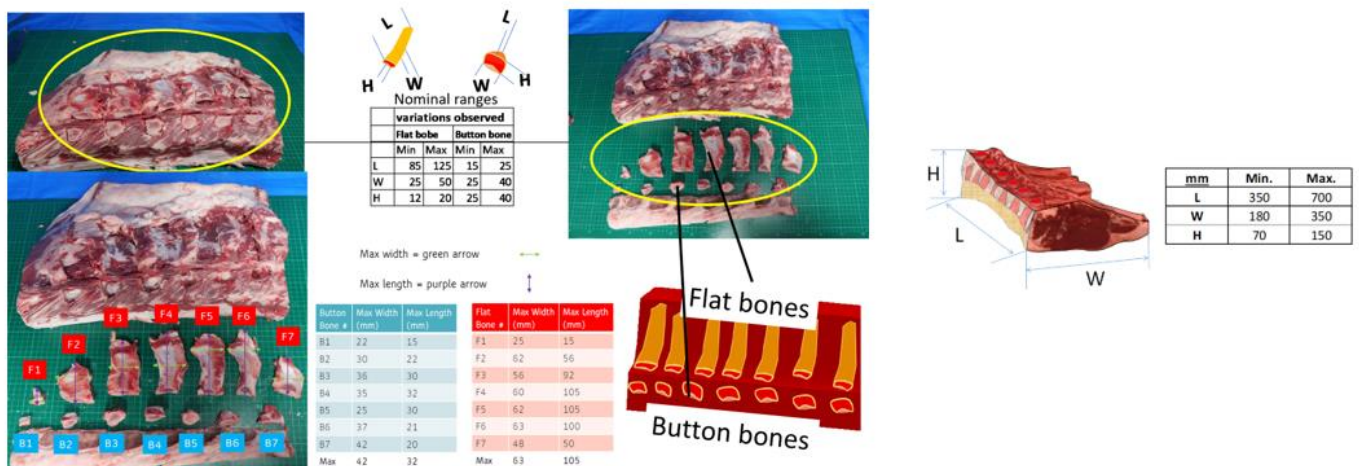 L
H
W
L
W
H
Nominal ranges
variations observed
Flat bobe Button bone
Min Max Min Max
L 85 125 15 25
W 25 50 25 40
H 12 20 25 40
Max width = green arrow
Max length = purple arrow
F1
F2
F3
F4
F5
F6
F7
B1
B2
B3
B4
B5
B6
B7
Button Bone # Max Width (mm) Max Length (mm)
B1 22 15
B2 30 22
B3 36 30
B4 35 32
B5 25 30
B6 37 21
B7 42 20
Max 42 32
Flat Bone # Max Width (mm) Max Length (mm)
F1 25 15
F2 62 56
F3 56 92
F4 60 105
F5 62 105
F6 63 100
F7 48 50
Max 63 105
Flat bones
Button bones
H
L
W
mm Min. Max.
L 350 700
W 180 350
H 70 150